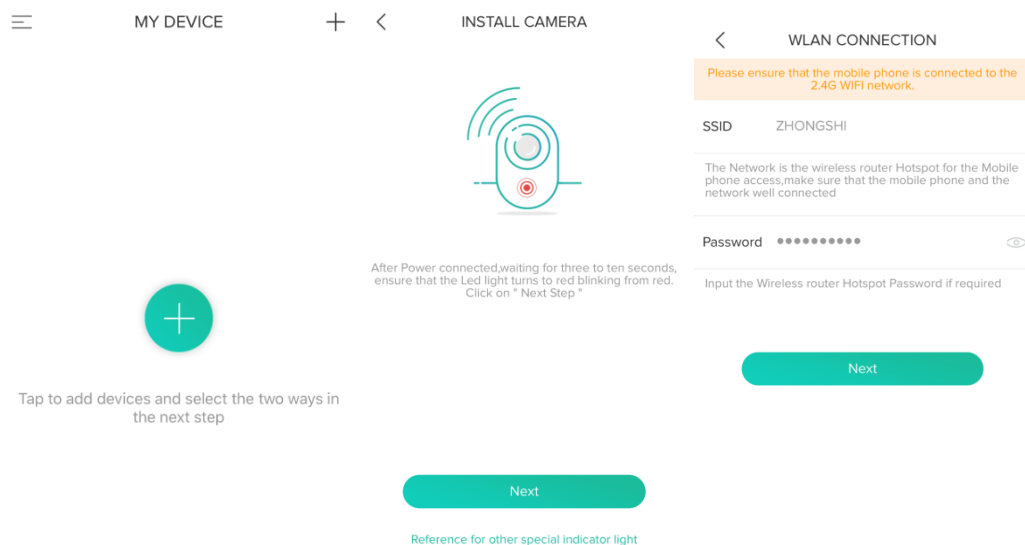 MY DEVICE
Tap to add devices and select the two ways in
the next step
INSTALL CAMERA
After Power connected,waiting for three to ten seconds,
ensure that the Led light turns to red blinking from red.
Click on " Next Step "
Next
Reference for other special indicator light
WLAN CONNECTION
Please ensure that the mobile phone is connected to the
2.4G WIFI network.
SSID ZHONGSHI
The Network is the wireless router Hotspot for the Mobile
phone access,make sure that the mobile phone and the
network well connected
Password ●●●●●●●●●●
Input the Wireless router Hotspot Password if required
Next